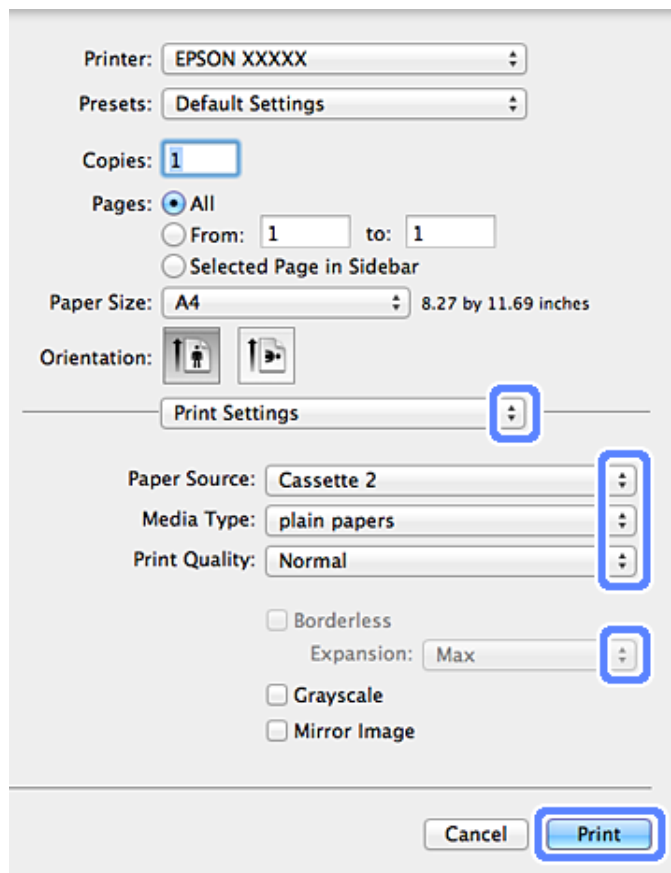 Printer: EPSON XXXXX
Presets: Default Settings
Copies: 1
Pages: All
From: 1 to: 1
Selected Page in Sidebar
Paper Size: A4 8.27 by 11.69 inches
Orientation:
Print Settings
Paper Source: Cassette 2
Media Type: plain papers
Print Quality: Normal
Borderless
Expansion: Max
Grayscale
Mirror Image
Cancel Print